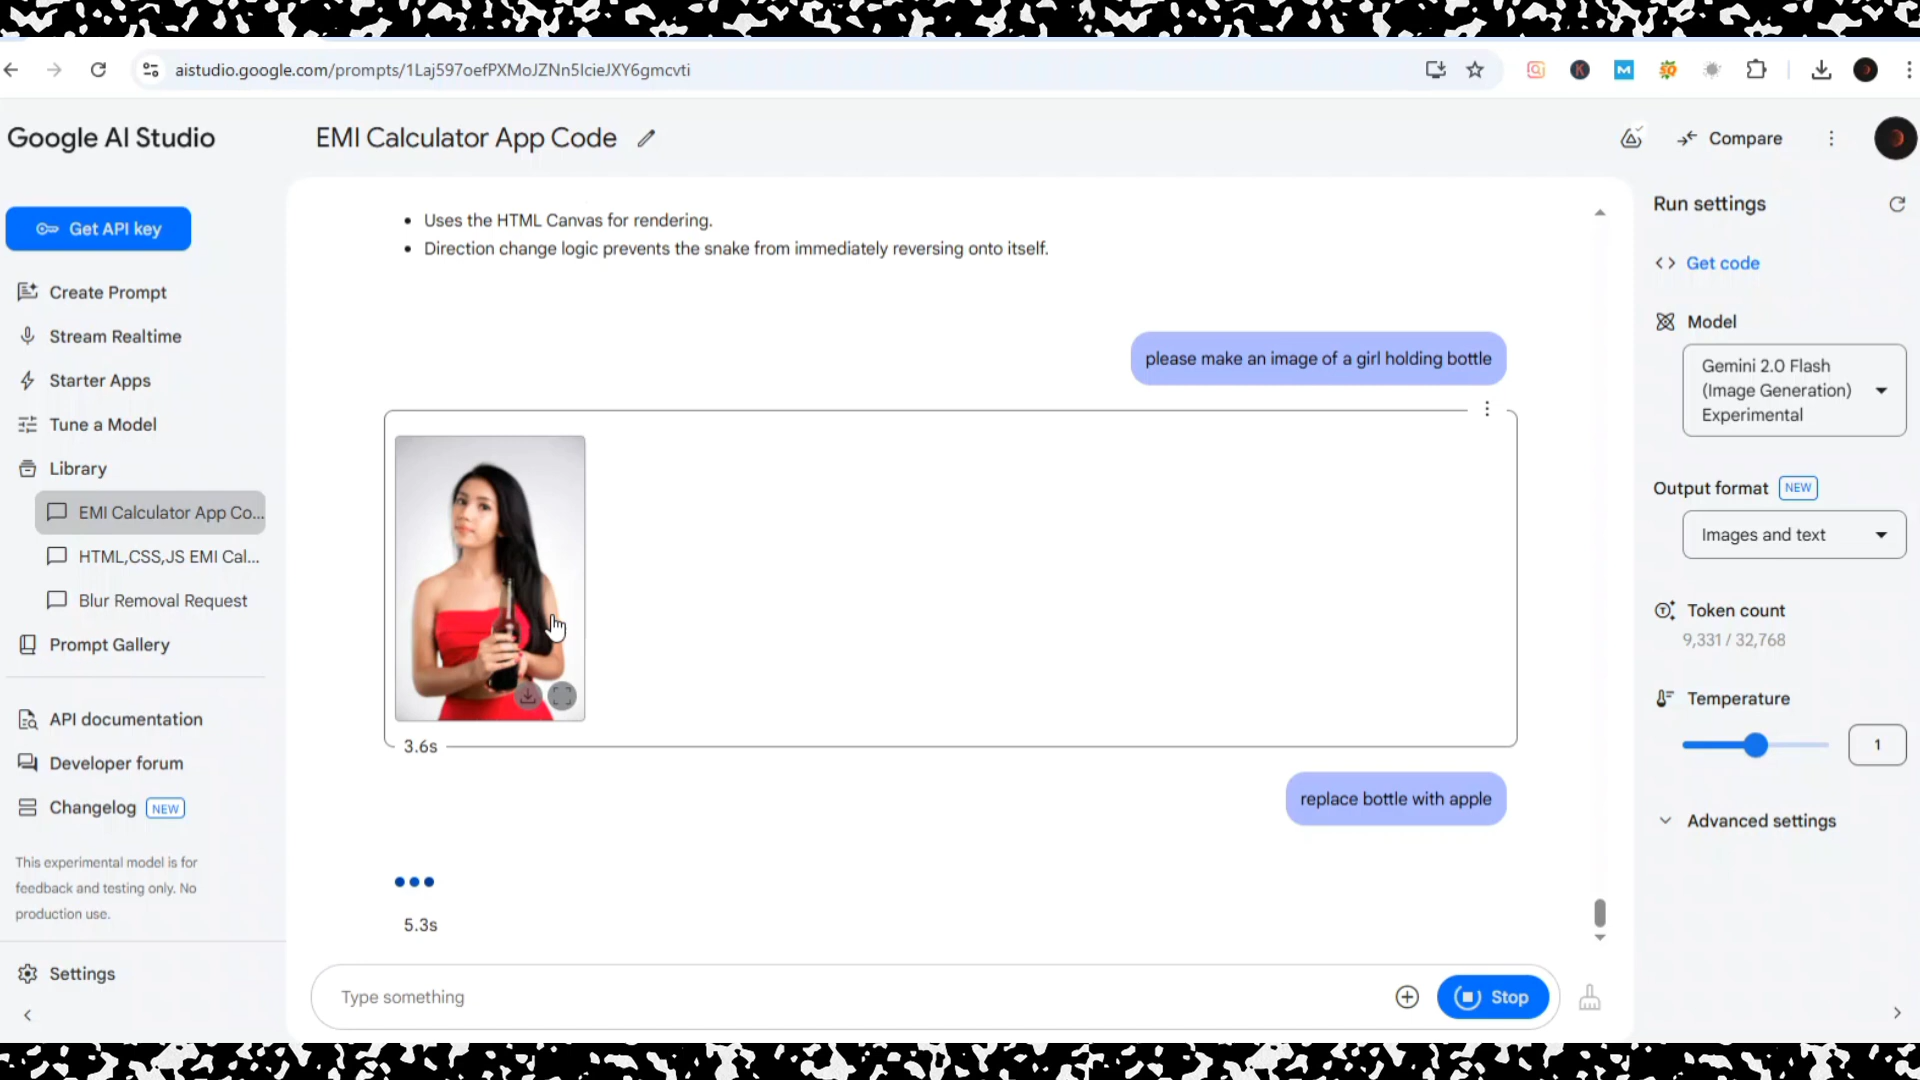 aistudio.google.com/prompts/1Laj597oefPXMoJZNn5lcieJXY6gmcvti
Google AI Studio
EMI Calculator App Code
Compare
Get API key
Create Prompt
Stream Realtime
Starter Apps
Tune a Model
Library
EMI Calculator App Co...
HTML,CSS,JS EMI Cal...
Blur Removal Request
Prompt Gallery
API documentation
Developer forum
Changelog NEW
This experimental model is for
feedback and testing only. No
production use.
Settings
• Uses the HTML Canvas for rendering.
• Direction change logic prevents the snake from immediately reversing onto itself.
please make an image of a girl holding bottle
3.6s
replace bottle with apple
5.3s
Type something
Stop
Run settings
Get code
Model
Gemini 2.0 Flash
(Image Generation)
Experimental
Output format NEW
Images and text
Token count
9,331 / 32,768
Temperature
1
Advanced settings